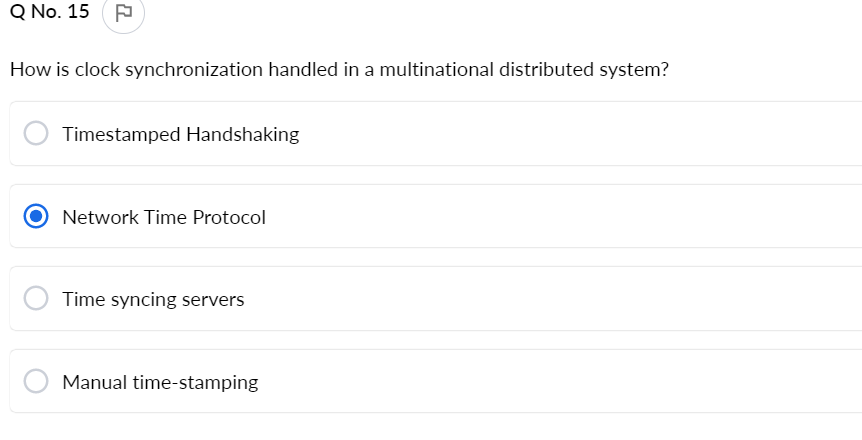 Q No. 15
How is clock synchronization handled in a multinational distributed system?
Timestamped Handshaking
Network Time Protocol
Time syncing servers
Manual time-stamping